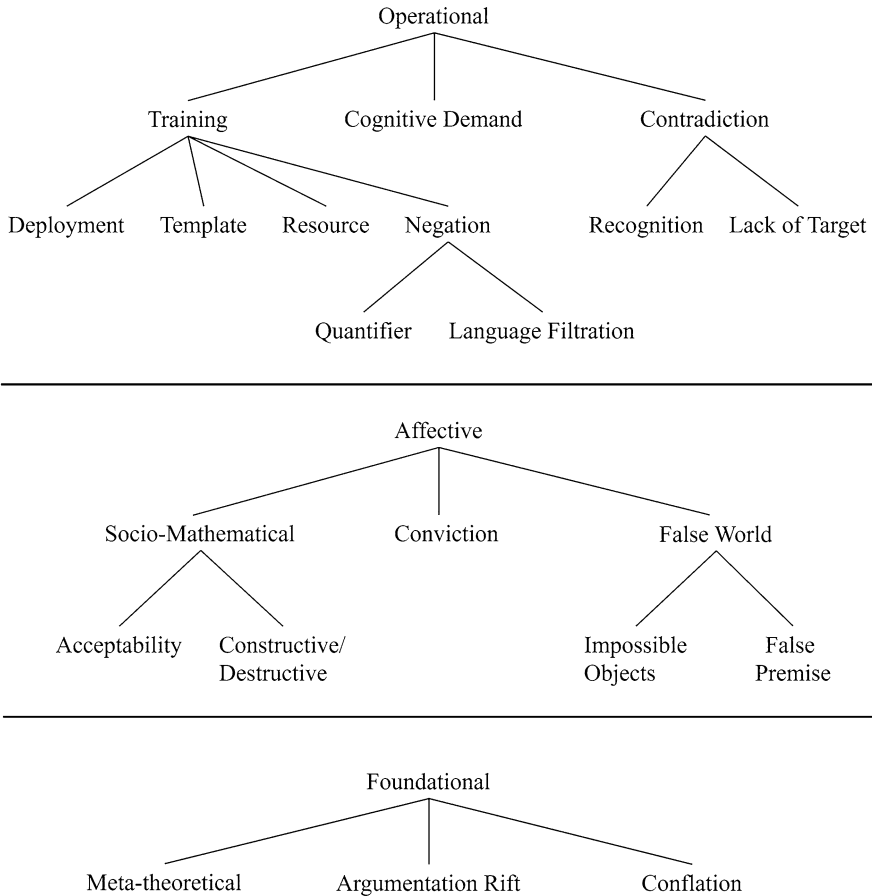 Operational
Training Cognitive Demand Contradiction
Deployment Template Resource Negation Recognition Lack of Target
Quantifier Language Filtration
Affective
Socio-Mathematical Conviction False World
Acceptability Constructive/ Impossible False
Destructive Objects Premise
Foundational
Meta-theoretical Argumentation Rift Conflation